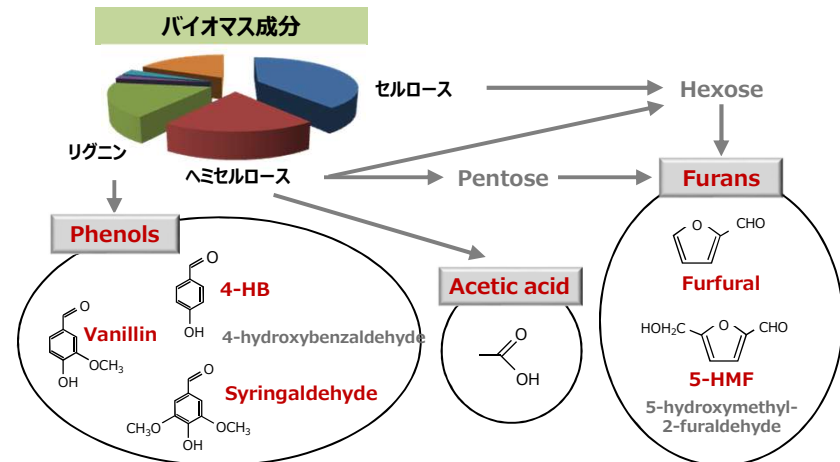 バイオマス成分
セルロース
Hexose
リグニン
ヘミセルロース
Pentose
Furans
Phenols
O
CHO
Furfural
O
4-HB
OH
4-hydroxybenzaldehyde
O
Vanillin
OCH3
OH
Acetic acid
O
OH
HOH2C
O
CHO
5-HMF
5-hydroxymethyl-
2-furaldehyde
O
Syringaldehyde
CH3O
OCH3
OH